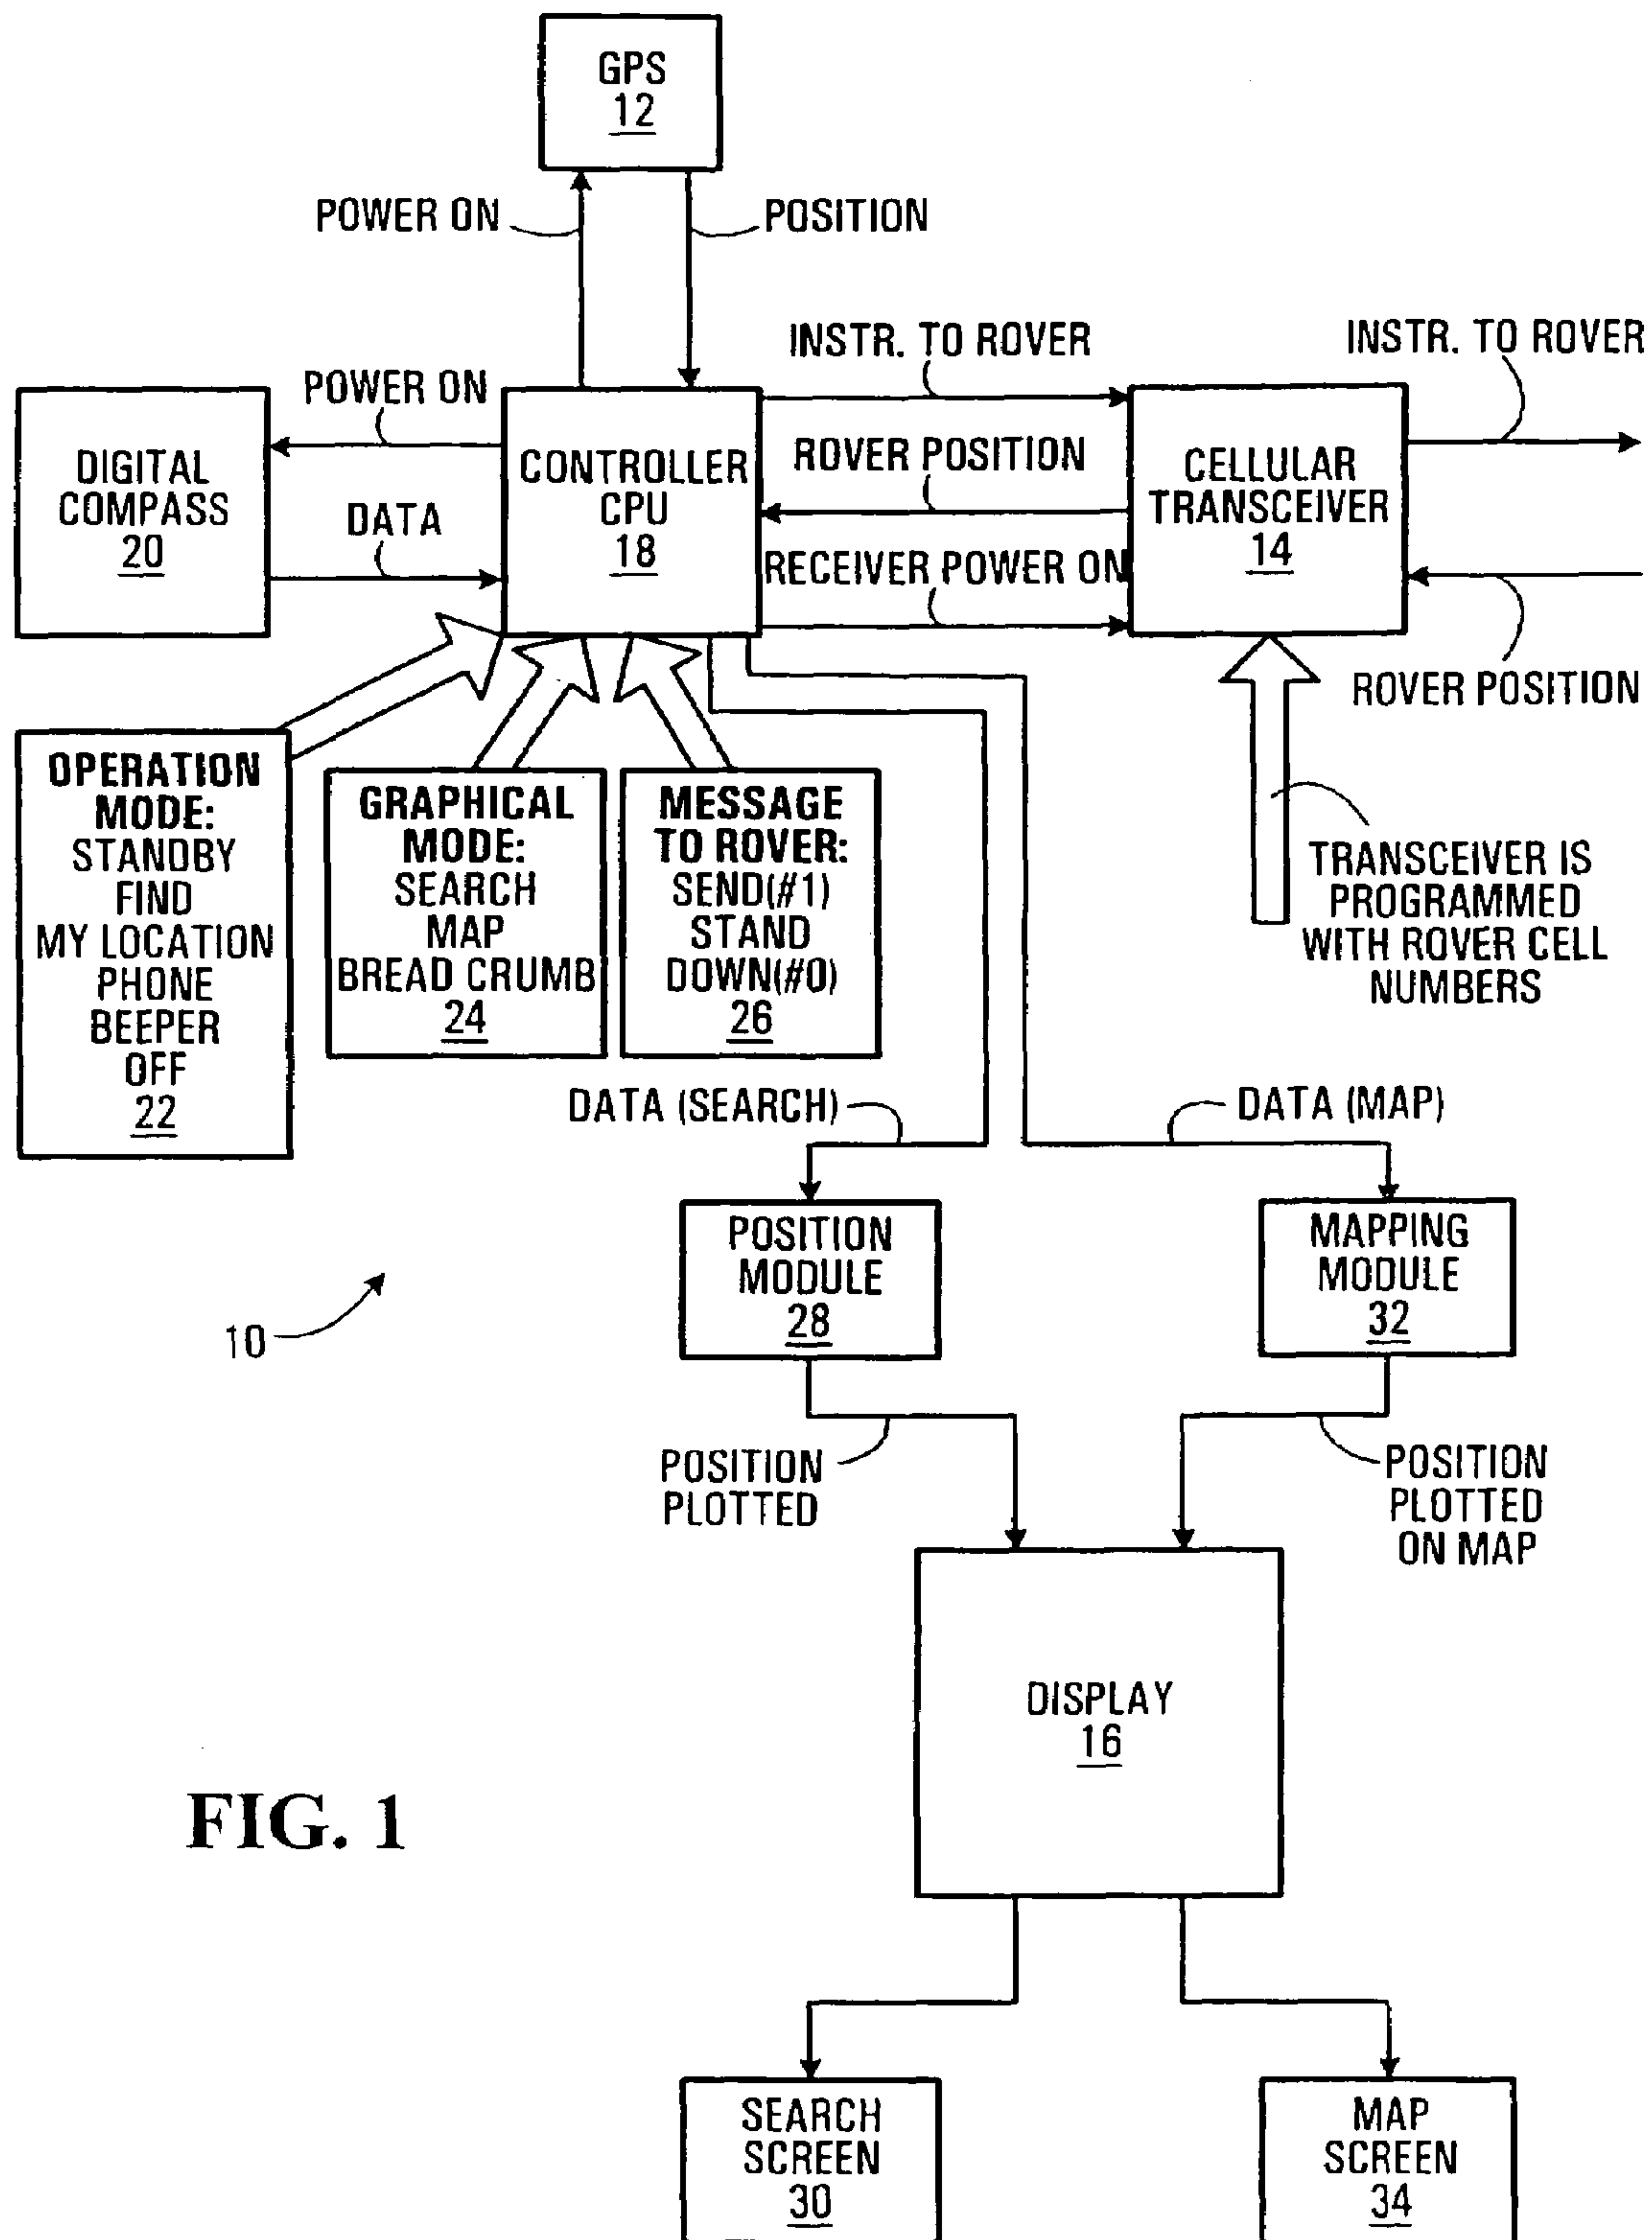 GPS
12
POWER ON
POSITION
INSTR. TO ROVER
INSTR. TO ROVER
POWER ON
DIGITAL
COMPASS
20
DATA
CONTROLLER
CPU
18
ROVER POSITION
RECEIVER POWER ON
CELLULAR
TRANSCEIVER
14
ROVER POSITION
OPERATION
MODE:
STANDBY
FIND
MY LOCATION
PHONE
BEEPER
OFF
22
GRAPHICAL
MODE:
SEARCH
MAP
BREAD CRUMB
24
MESSAGE
TO ROVER:
SEND(#1)
STAND
DOWN(#0)
26
TRANSCEIVER IS
PROGRAMMED
WITH ROVER CELL
NUMBERS
DATA (SEARCH)
DATA (MAP)
POSITION
MODULE
28
MAPPING
MODULE
32
10
POSITION
PLOTTED
POSITION
PLOTTED
ON MAP
DISPLAY
16
FIG. 1
SEARCH
SCREEN
30
MAP
SCREEN
34